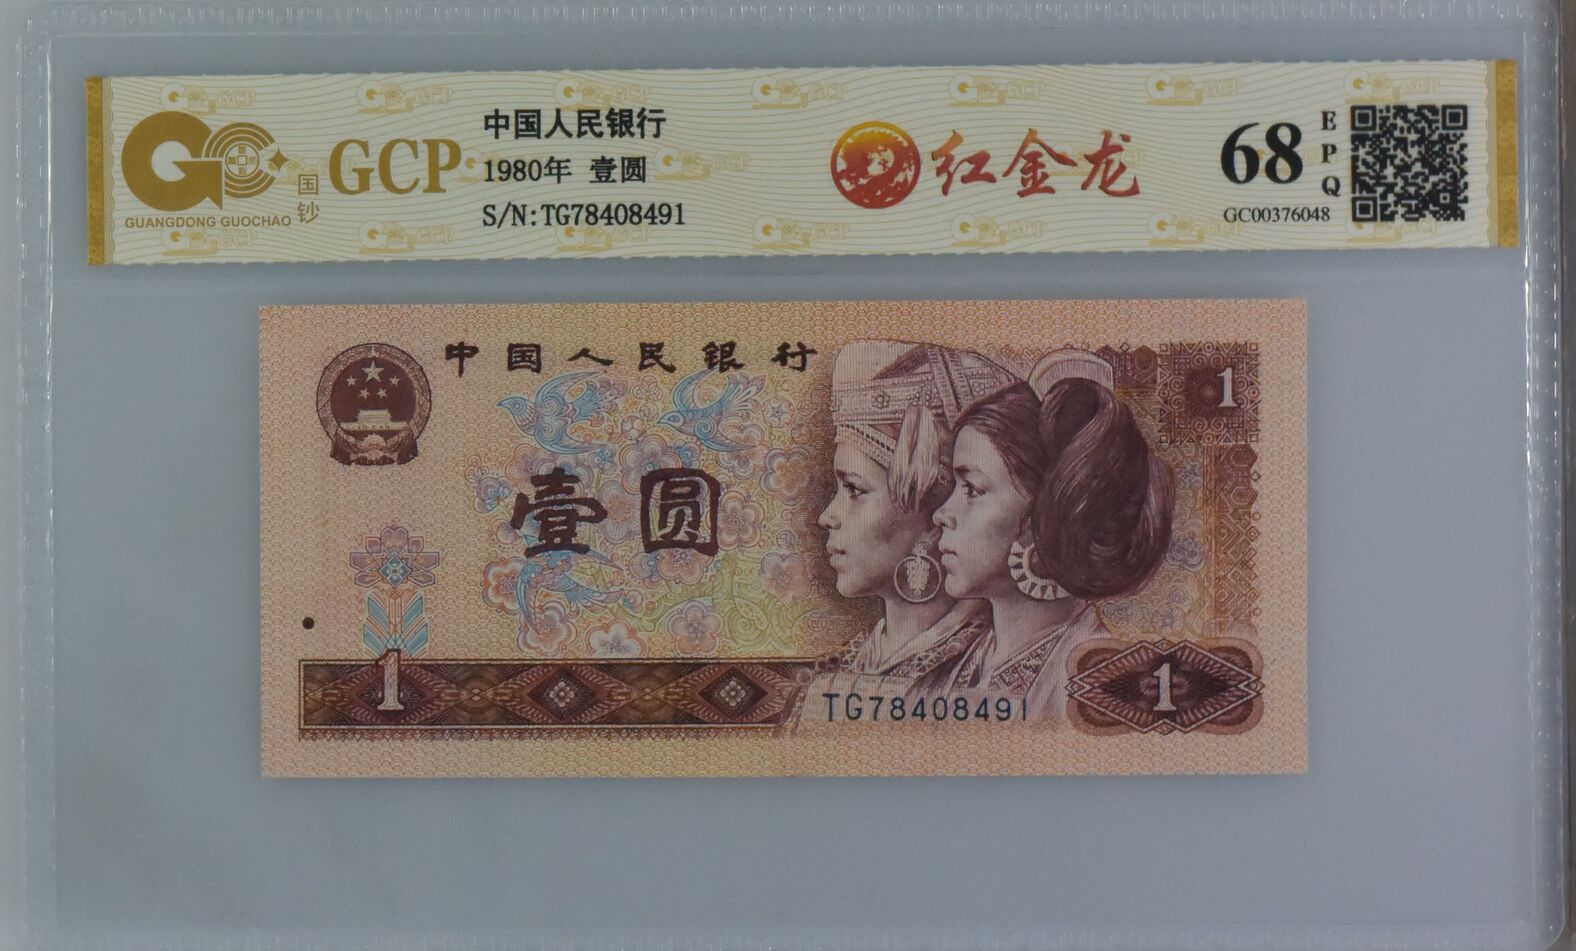 GCP
国钞
GUANGDONG GUOCHAO
中国人民银行
1980年 壹圆
S/N:TG78408491
红金龙
68
EPQ
GC00376048
中国人民银行
1
壹圆
1
TG78408491
1